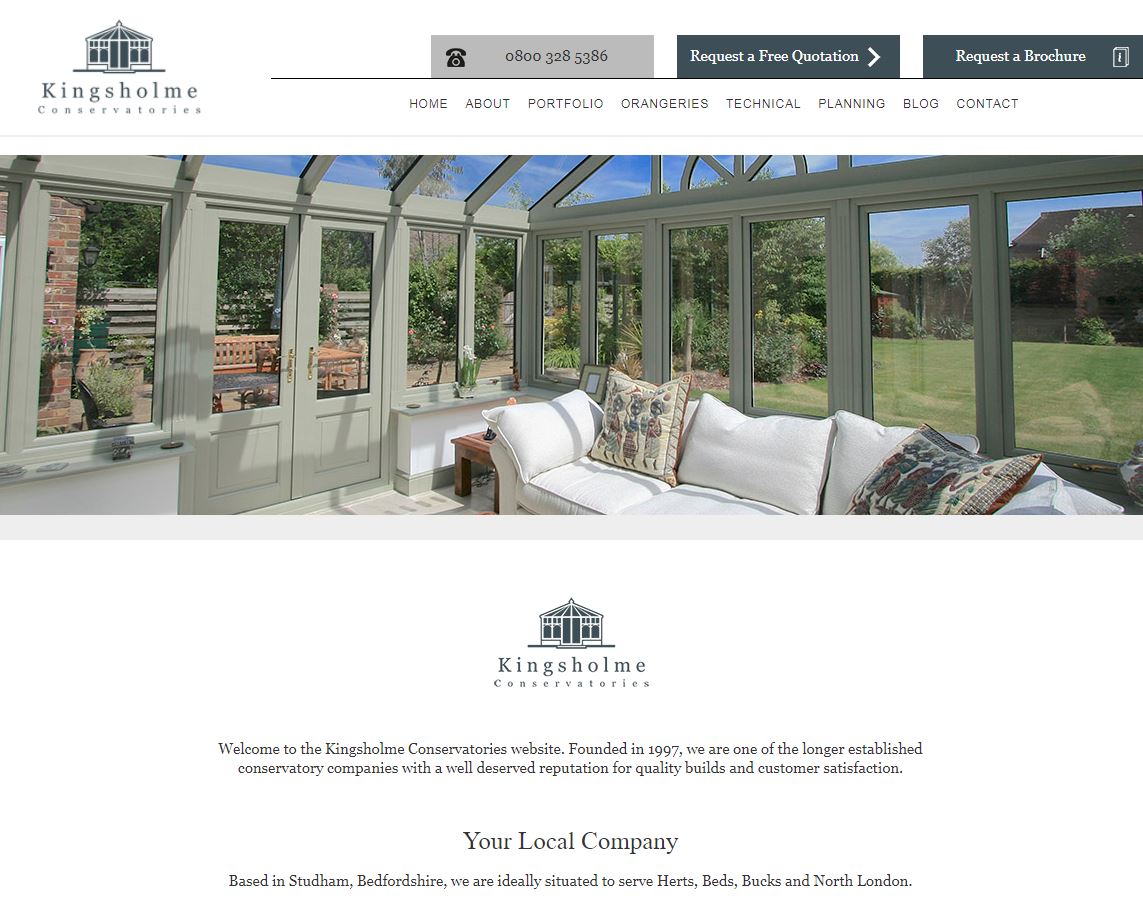 Kingsholme
Conservatories
0800 328 5386
Request a Free Quotation
Request a Brochure
HOME ABOUT PORTFOLIO ORANGERIES TECHNICAL PLANNING BLOG CONTACT
Kingsholme
Conservatories
Welcome to the Kingsholme Conservatories website. Founded in 1997, we are one of the longer established
conservatory companies with a well deserved reputation for quality builds and customer satisfaction.
Your Local Company
Based in Studham, Bedfordshire, we are ideally situated to serve Herts, Beds, Bucks and North London.